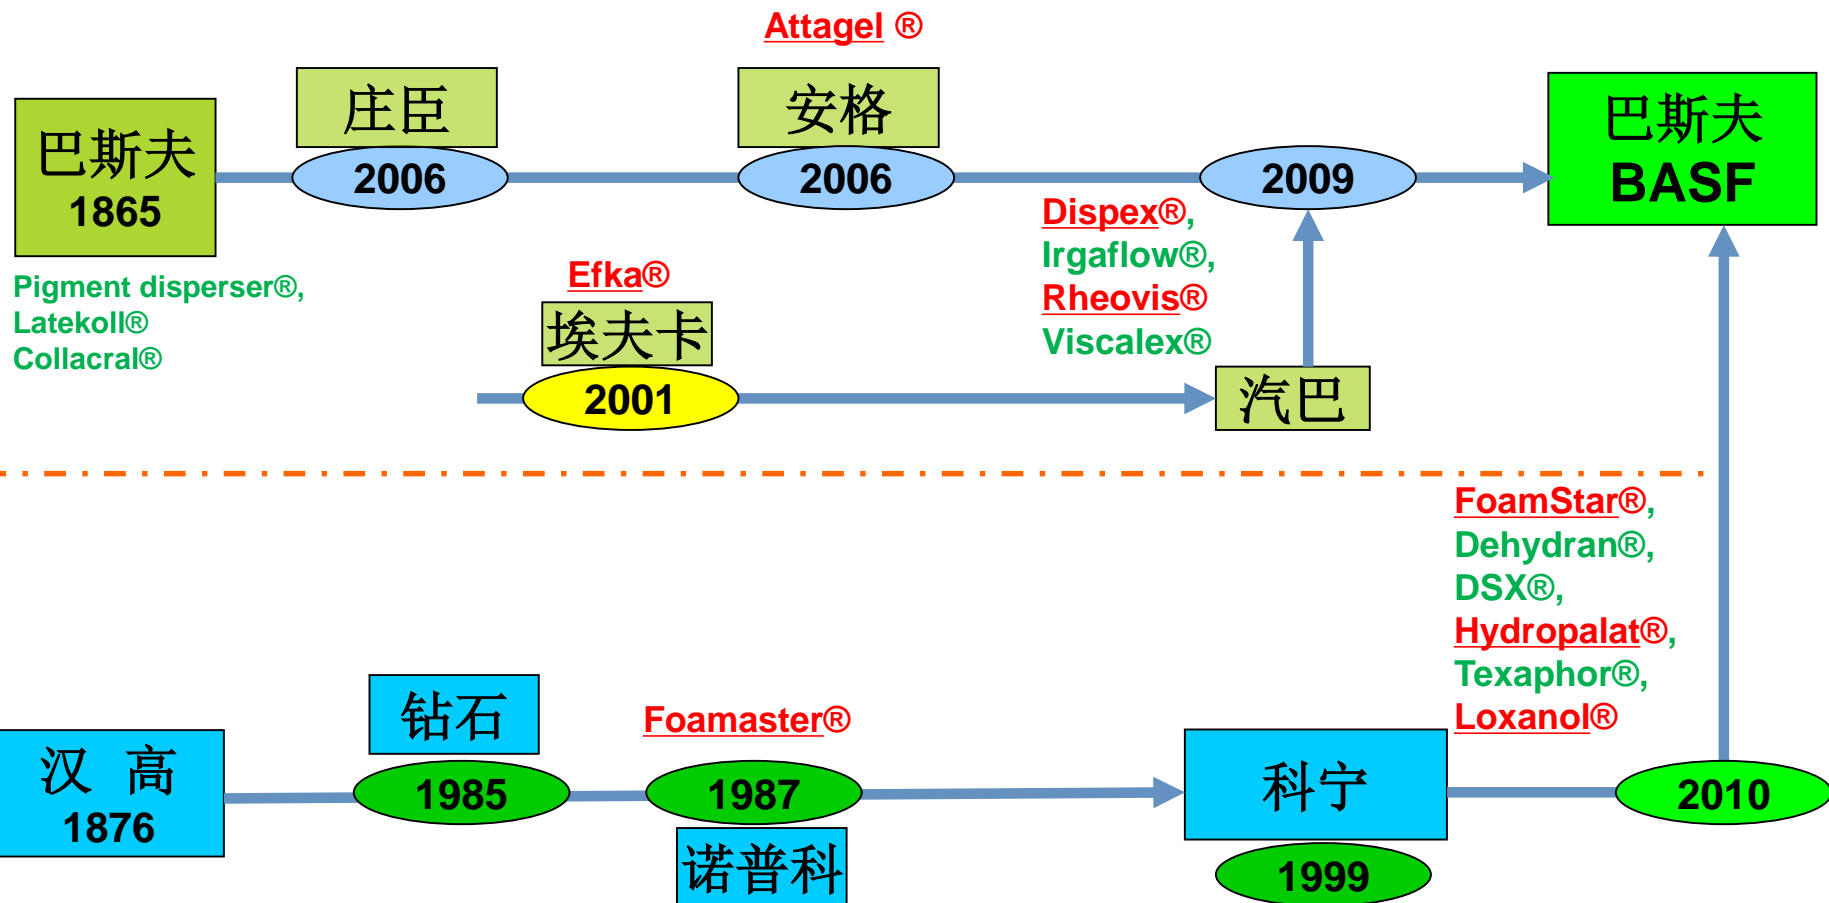 Attagel ®
庄臣
安格
巴斯夫
1865
2006
2006
2009
巴斯夫
BASF
Pigment disperser®,
Latekoll®
Collacral®
Efka®
埃夫卡
2001
Dispex®,
Irgaflow®,
Rheovis®
Viscalex®
汽巴
FoamStar®,
Dehydran®,
DSX®,
Hydropalat®,
Texaphor®,
Loxanol®
钻石
Foamaster®
汉 高
1876
1985
1987
诺普科
科宁
1999
2010